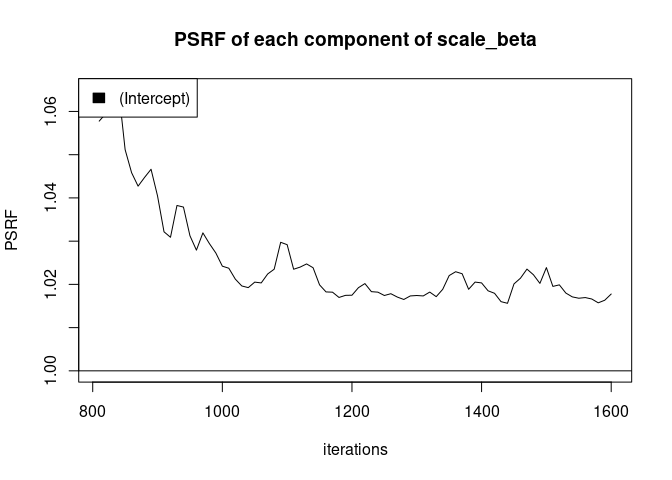 PSRF of each component of scale_beta
(Intercept)
1.06
1.04
1.02
1.00
PSRF
800 1000 1200 1400 1600
iterations